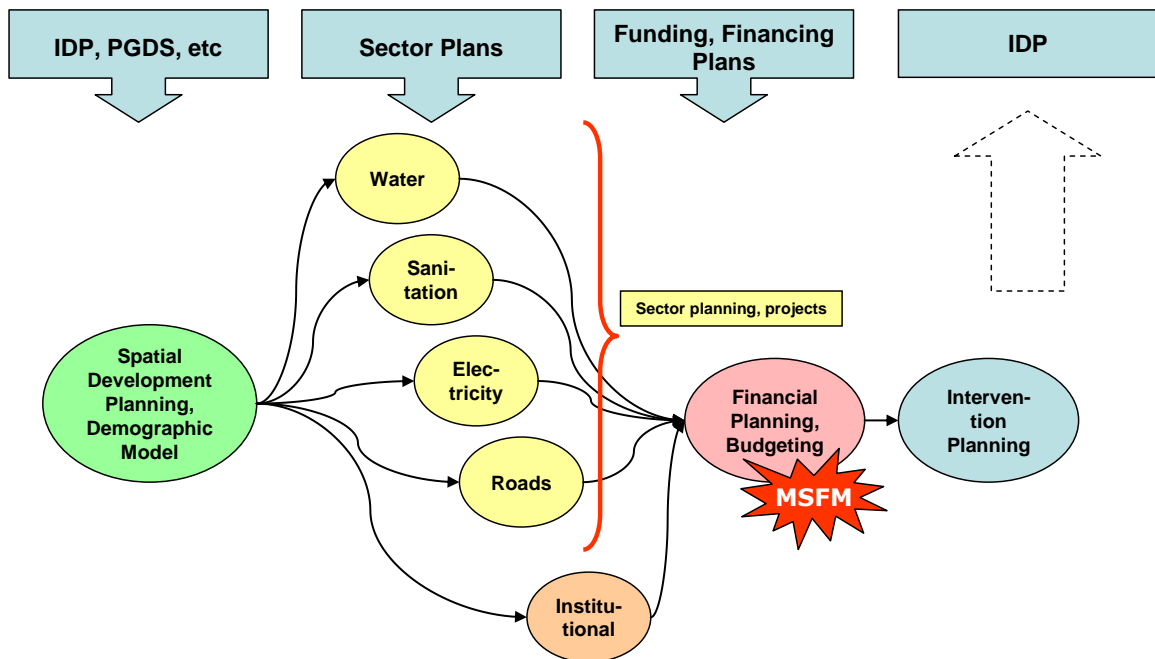 IDP, PGDS, etc
Sector Plans
Funding, Financing
Plans
IDP
Water
Sani-
tation
Sector planning, projects
Spatial
Development
Planning,
Demographic
Model
Elec-
tricity
Financial
Planning,
Budgeting
Interven-
tion
Planning
Roads
MSFM
Institu-
tional